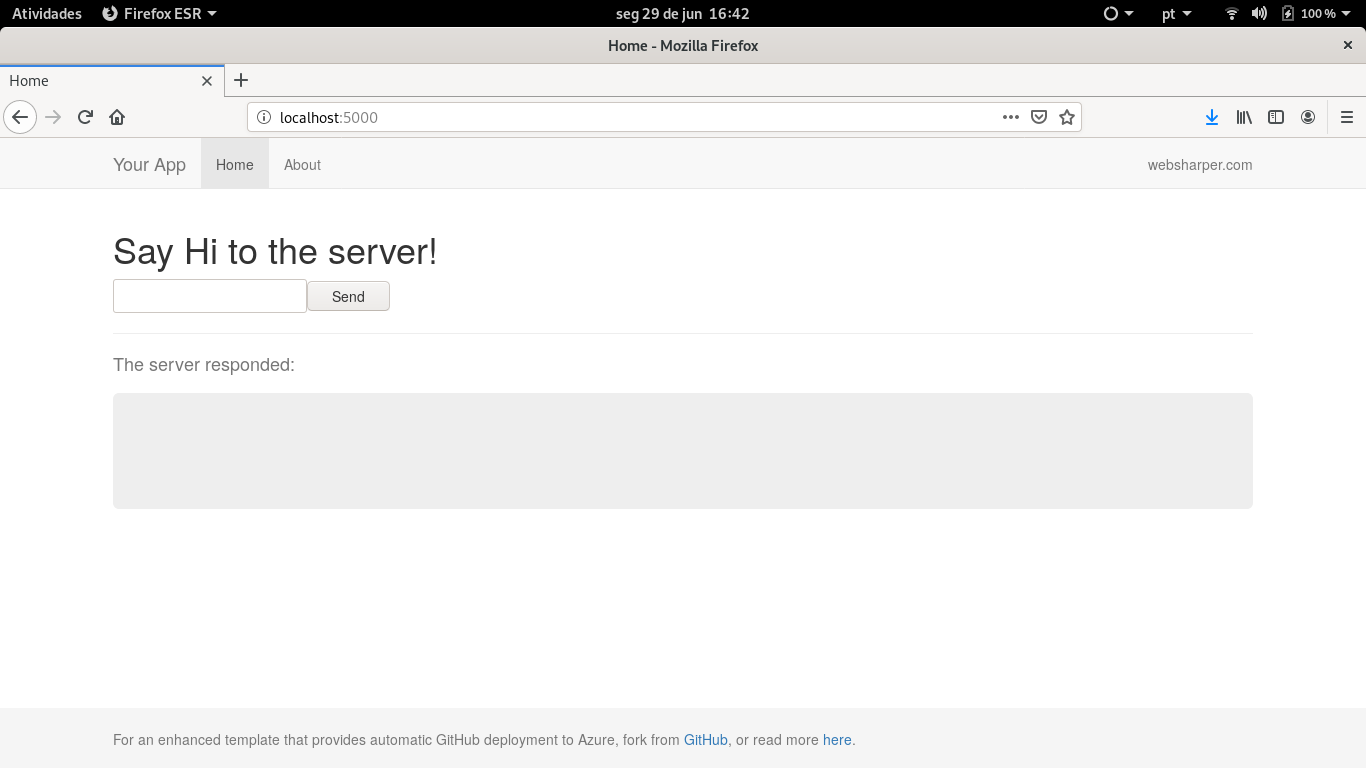 Atividades Firefox ESR seg 29 de jun 16:42 pt 100 %
Home - Mozilla Firefox
Home
localhost:5000
Your App Home About websharper.com
Say Hi to the server!
Send
The server responded:
For an enhanced template that provides automatic GitHub deployment to Azure, fork from GitHub, or read more here.